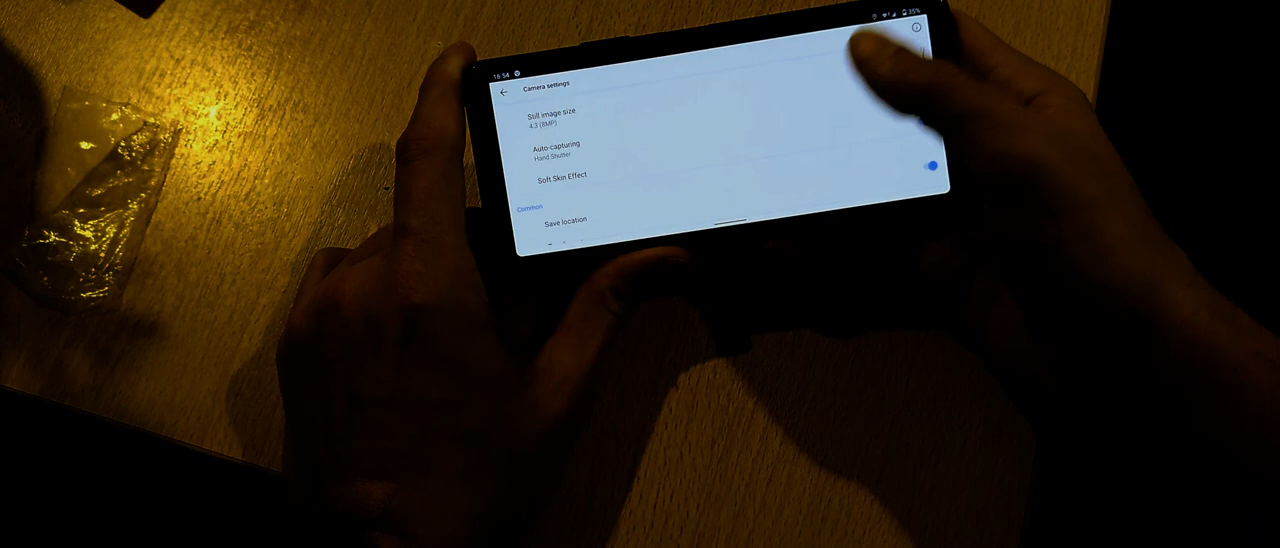 16:54
35%
Camera settings
Still image size
4:3 (8MP)
Auto-capturing
Hand Shutter
Soft Skin Effect
Common
Save location